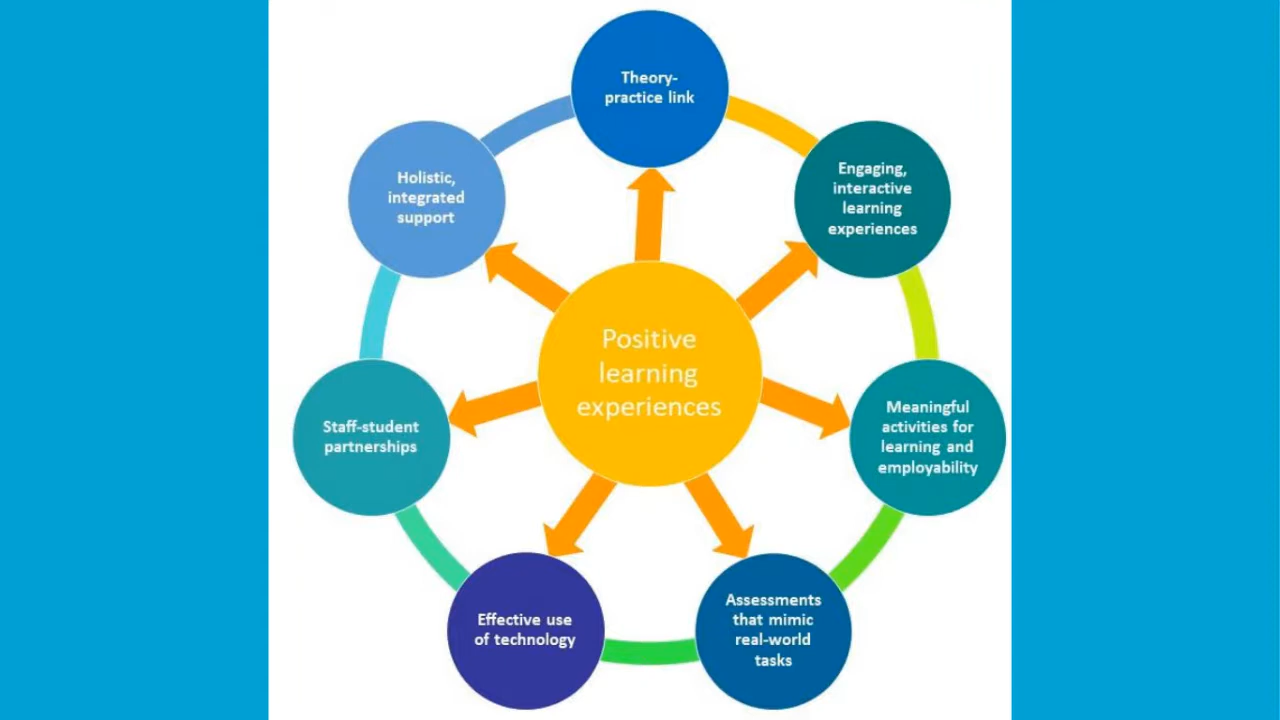 Theory-
practice link
Engaging,
interactive
learning
experiences
Meaningful
activities for
learning and
employability
Assessments
that mimic
real-world
tasks
Effective use
of technology
Staff-student
partnerships
Holistic,
integrated
support
Positive
learning
experiences